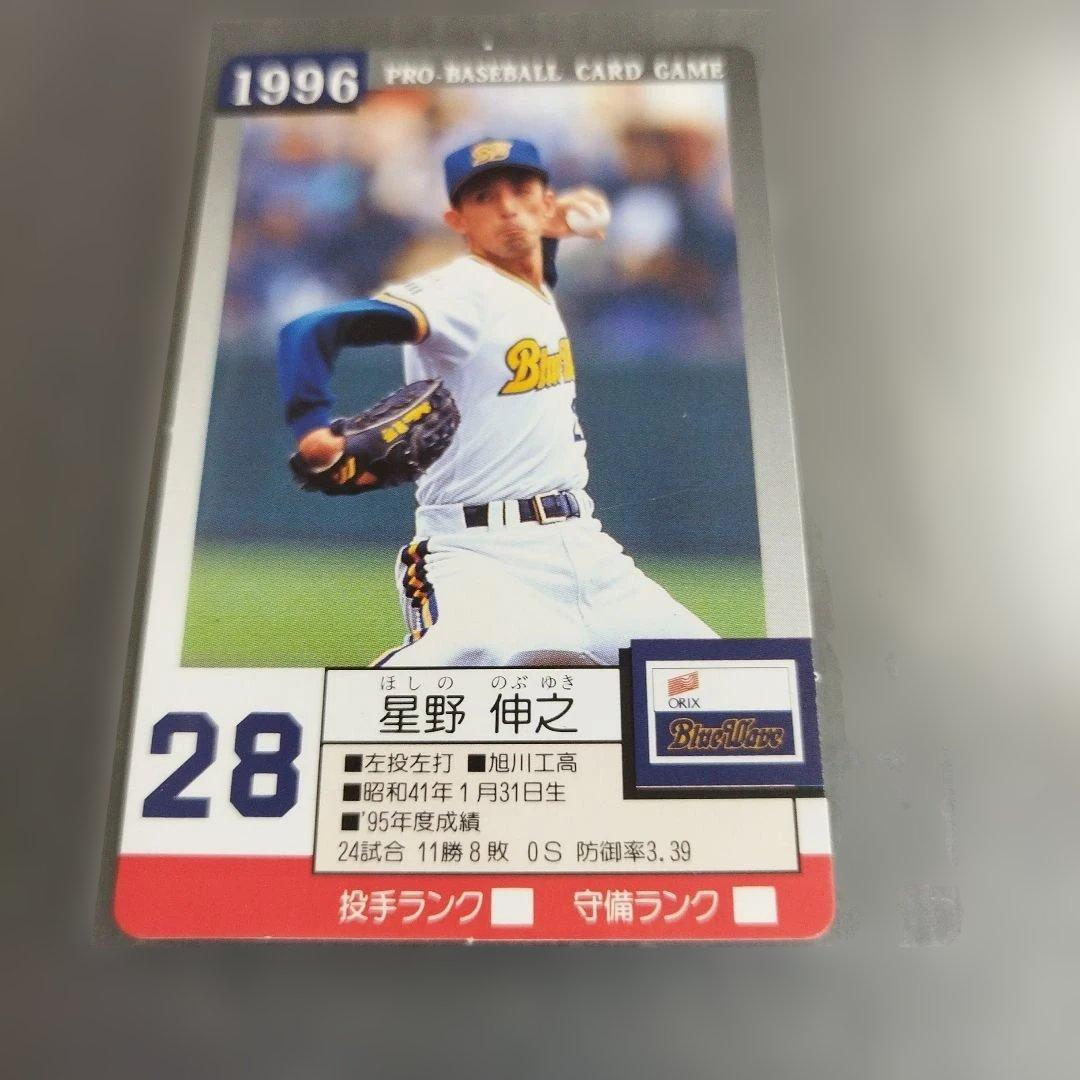 1996
PRO-BASEBALL CARD GAME
ほしの のぶゆき
星野 伸之
28
ORIX
BlueWave
■左投左打 ■旭川工高
■昭和41年1月31日生
■'95年度成績
24試合 11勝8敗 0S 防御率3.39
投手ランク 守備ランク